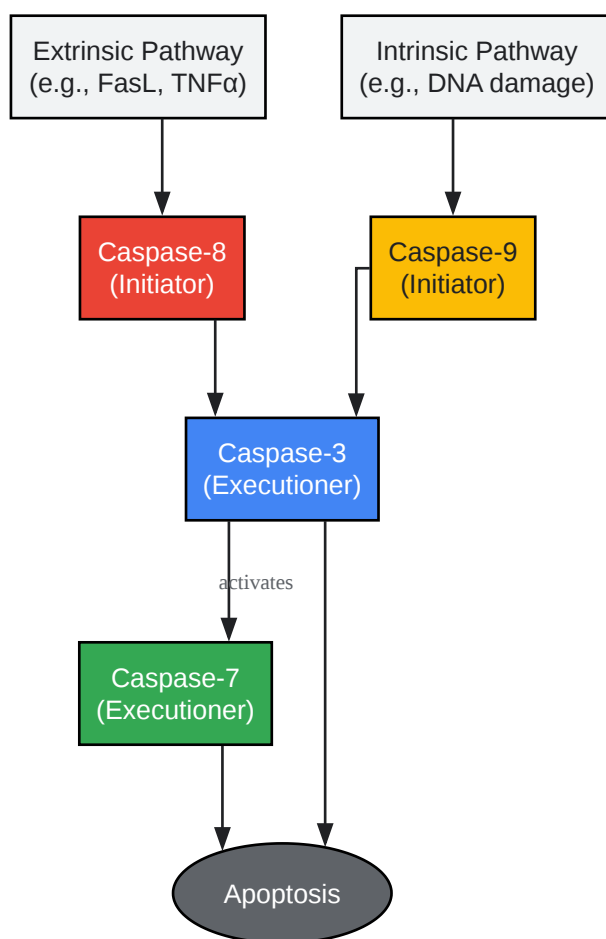 Extrinsic Pathway
(e.g., FasL, TNFα)
Intrinsic Pathway
(e.g., DNA damage)
Caspase-8
(Initiator)
Caspase-9
(Initiator)
Caspase-3
(Executioner)
activates
Caspase-7
(Executioner)
Apoptosis